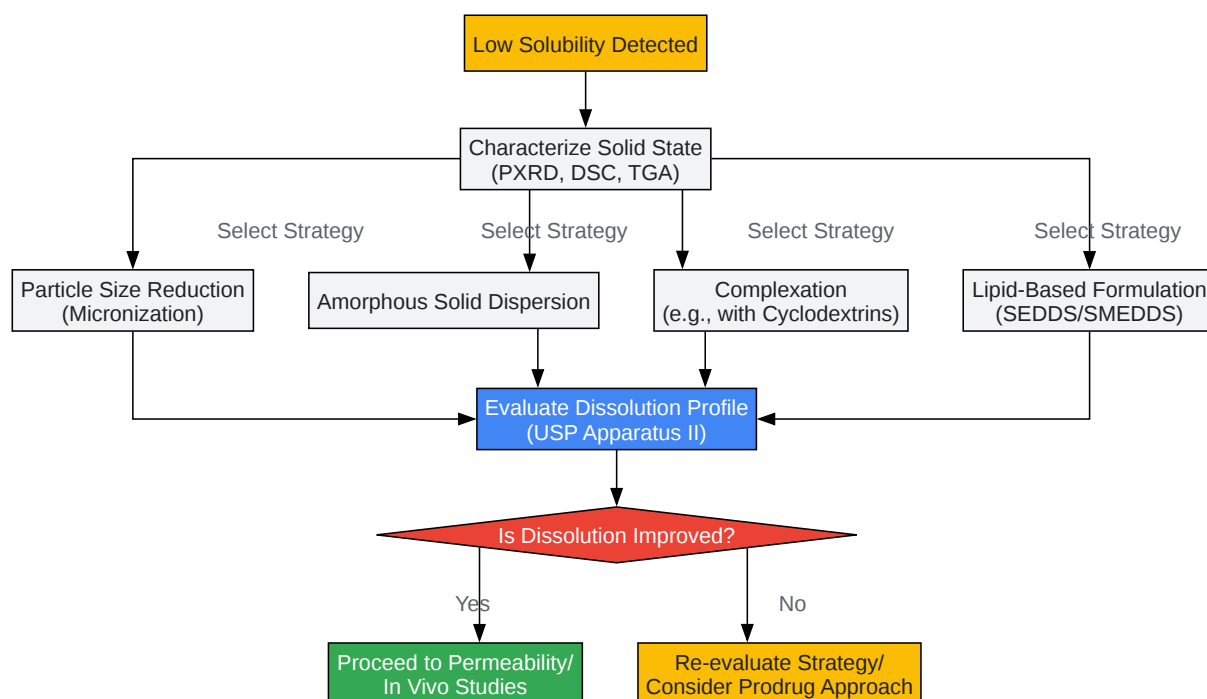 Low Solubility Detected
Characterize Solid State
(PXRD, DSC, TGA)
Select Strategy
Select Strategy
Select Strategy
Select Strategy
Particle Size Reduction
(Micronization)
Amorphous Solid Dispersion
Complexation
(e.g., with Cyclodextrins)
Lipid-Based Formulation
(SEDDS/SMEDDS)
Evaluate Dissolution Profile
(USP Apparatus II)
Is Dissolution Improved?
Yes
No
Proceed to Permeability/
In Vivo Studies
Re-evaluate Strategy/
Consider Prodrug Approach